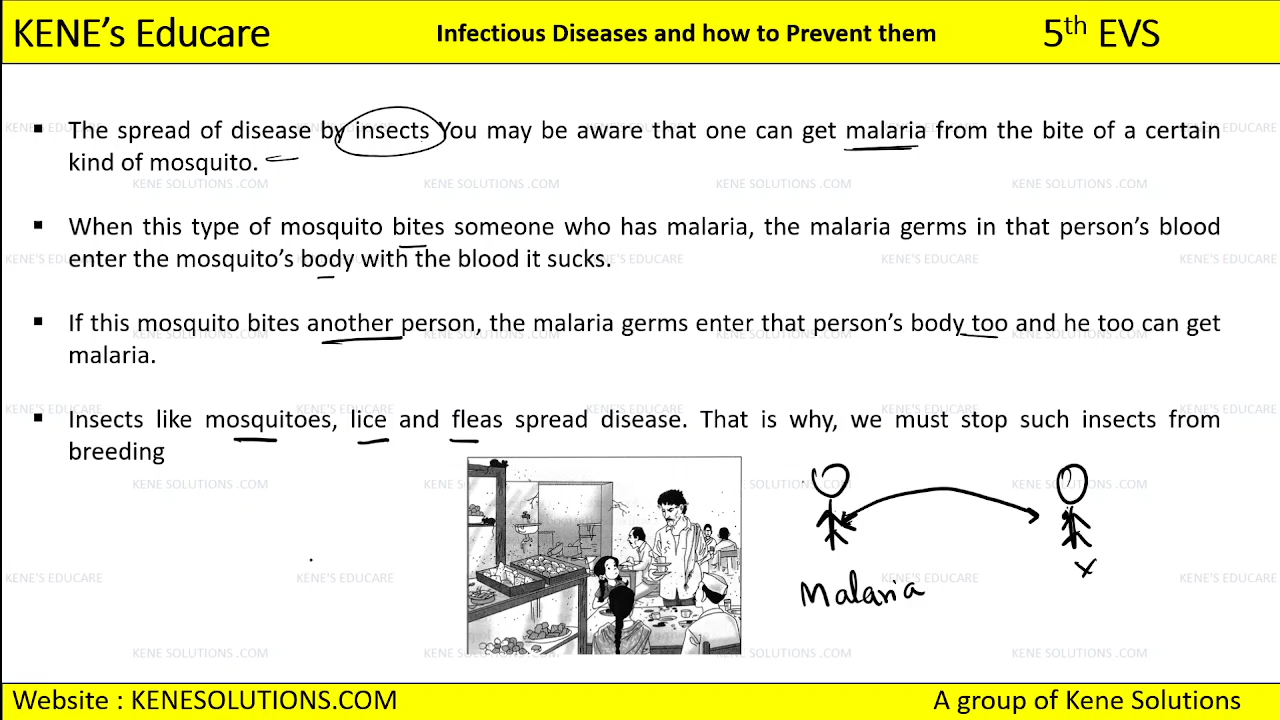 KENE's Educare Infectious Diseases and how to Prevent them 5th EVS
▪ The spread of disease by insects You may be aware that one can get malaria from the bite of a certain
kind of mosquito.
▪ When this type of mosquito bites someone who has malaria, the malaria germs in that person's blood
enter the mosquito's body with the blood it sucks.
▪ If this mosquito bites another person, the malaria germs enter that person's body too and he too can get
malaria.
▪ Insects like mosquitoes, lice and fleas spread disease. That is why, we must stop such insects from
breeding
Malaria
x
KENE'S EDUCARE
KENE SOLUTIONS .COM
Website : KENESOLUTIONS.COM A group of Kene Solutions